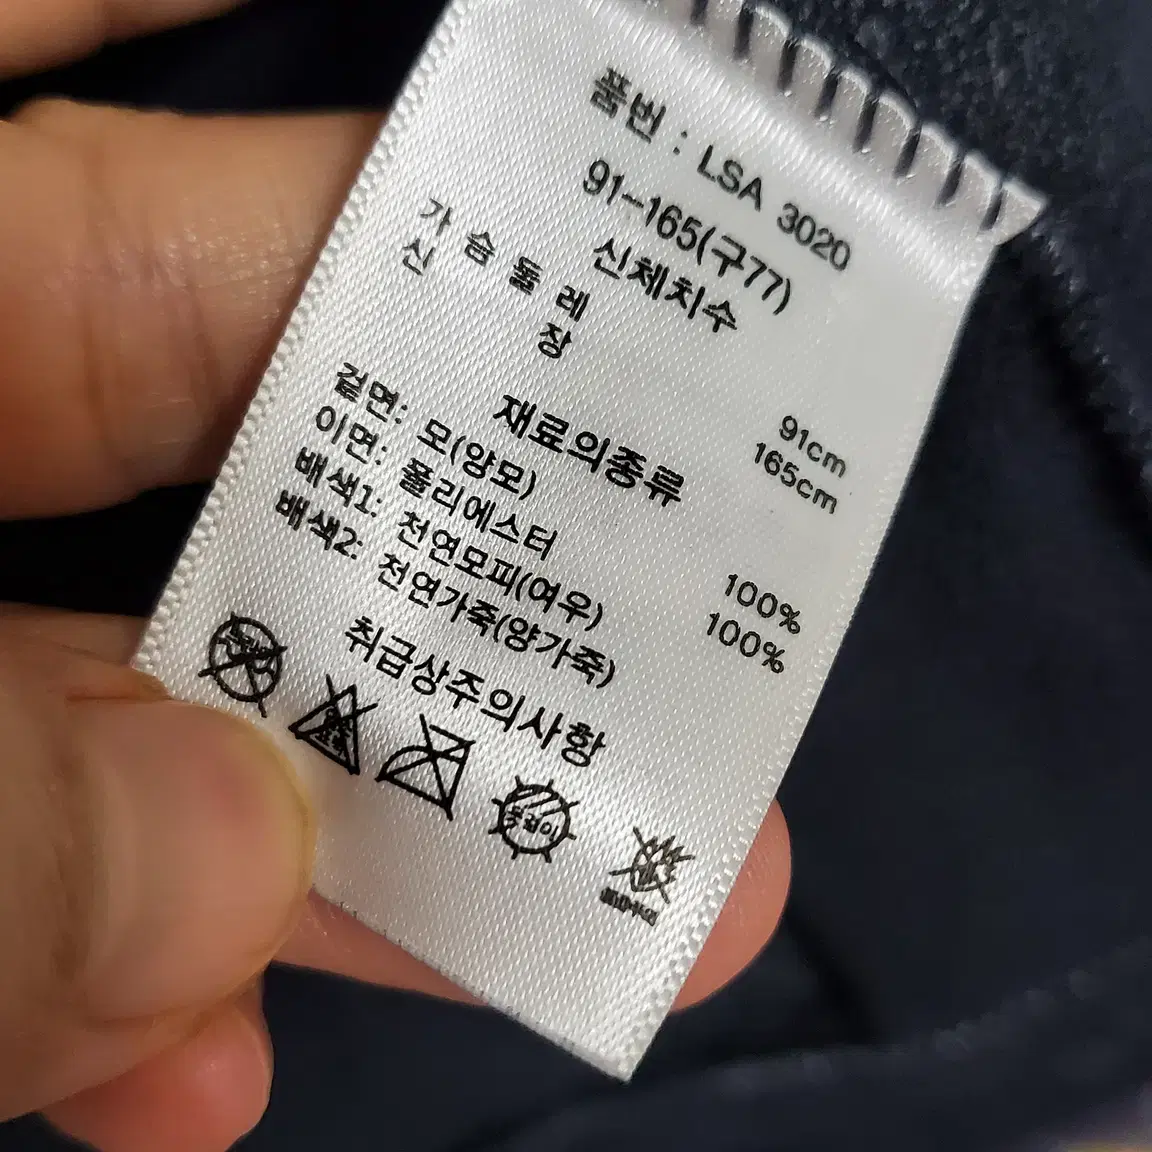 품번 : LSA 3020
91-165(구77)
신체치수
가슴둘레 91cm
신장 165cm
재료의종류
겉면: 모(양모) 100%
이면: 폴리에스터 100%
배색1: 천연모피(여우)
배색2: 천연가죽(양가죽)
취급상주의사항
옷걸이